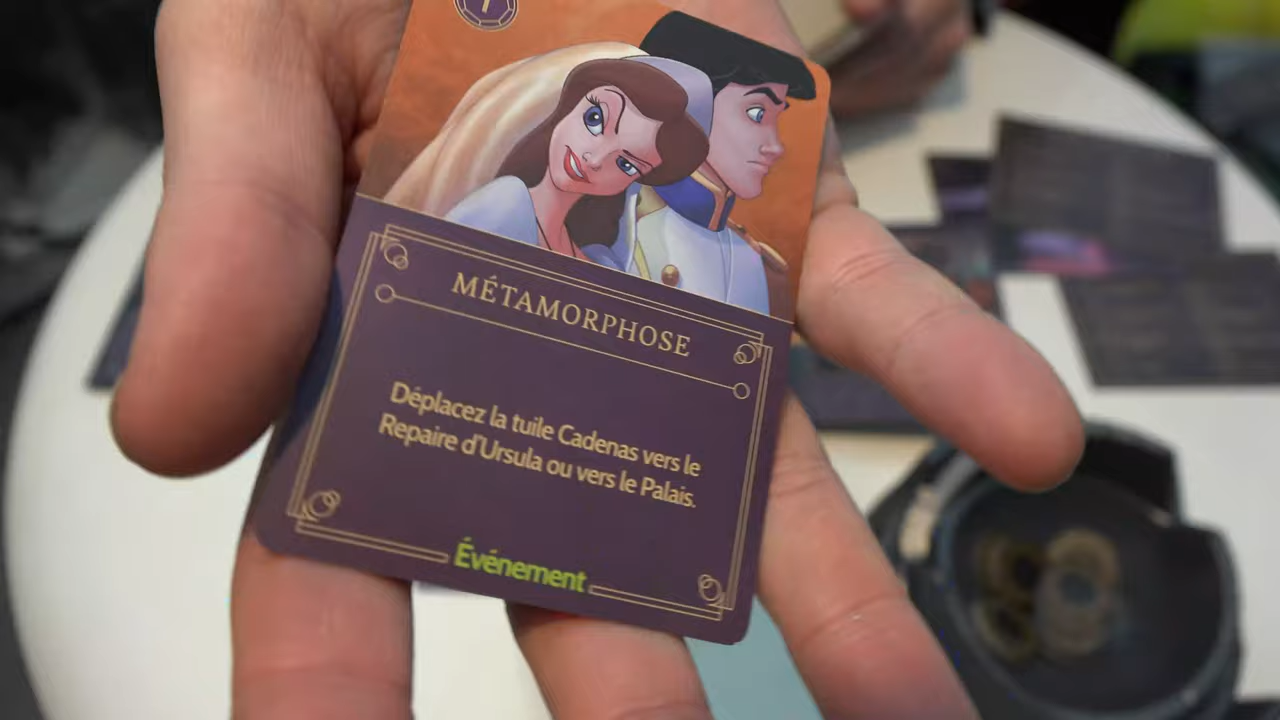 MÉTAMORPHOSE
Déplacez la tuile Cadenas vers le
Repaire d'Ursula ou vers le Palais.
Événement